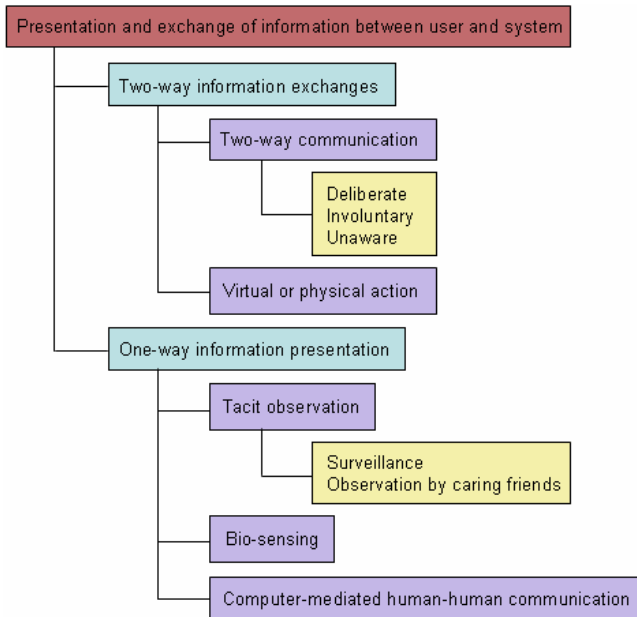 Presentation and exchange of information between user and system
Two-way information exchanges
Two-way communication
Deliberate
Involuntary
Unaware
Virtual or physical action
One-way information presentation
Tacit observation
Surveillance
Observation by caring friends
Bio-sensing
Computer-mediated human-human communication